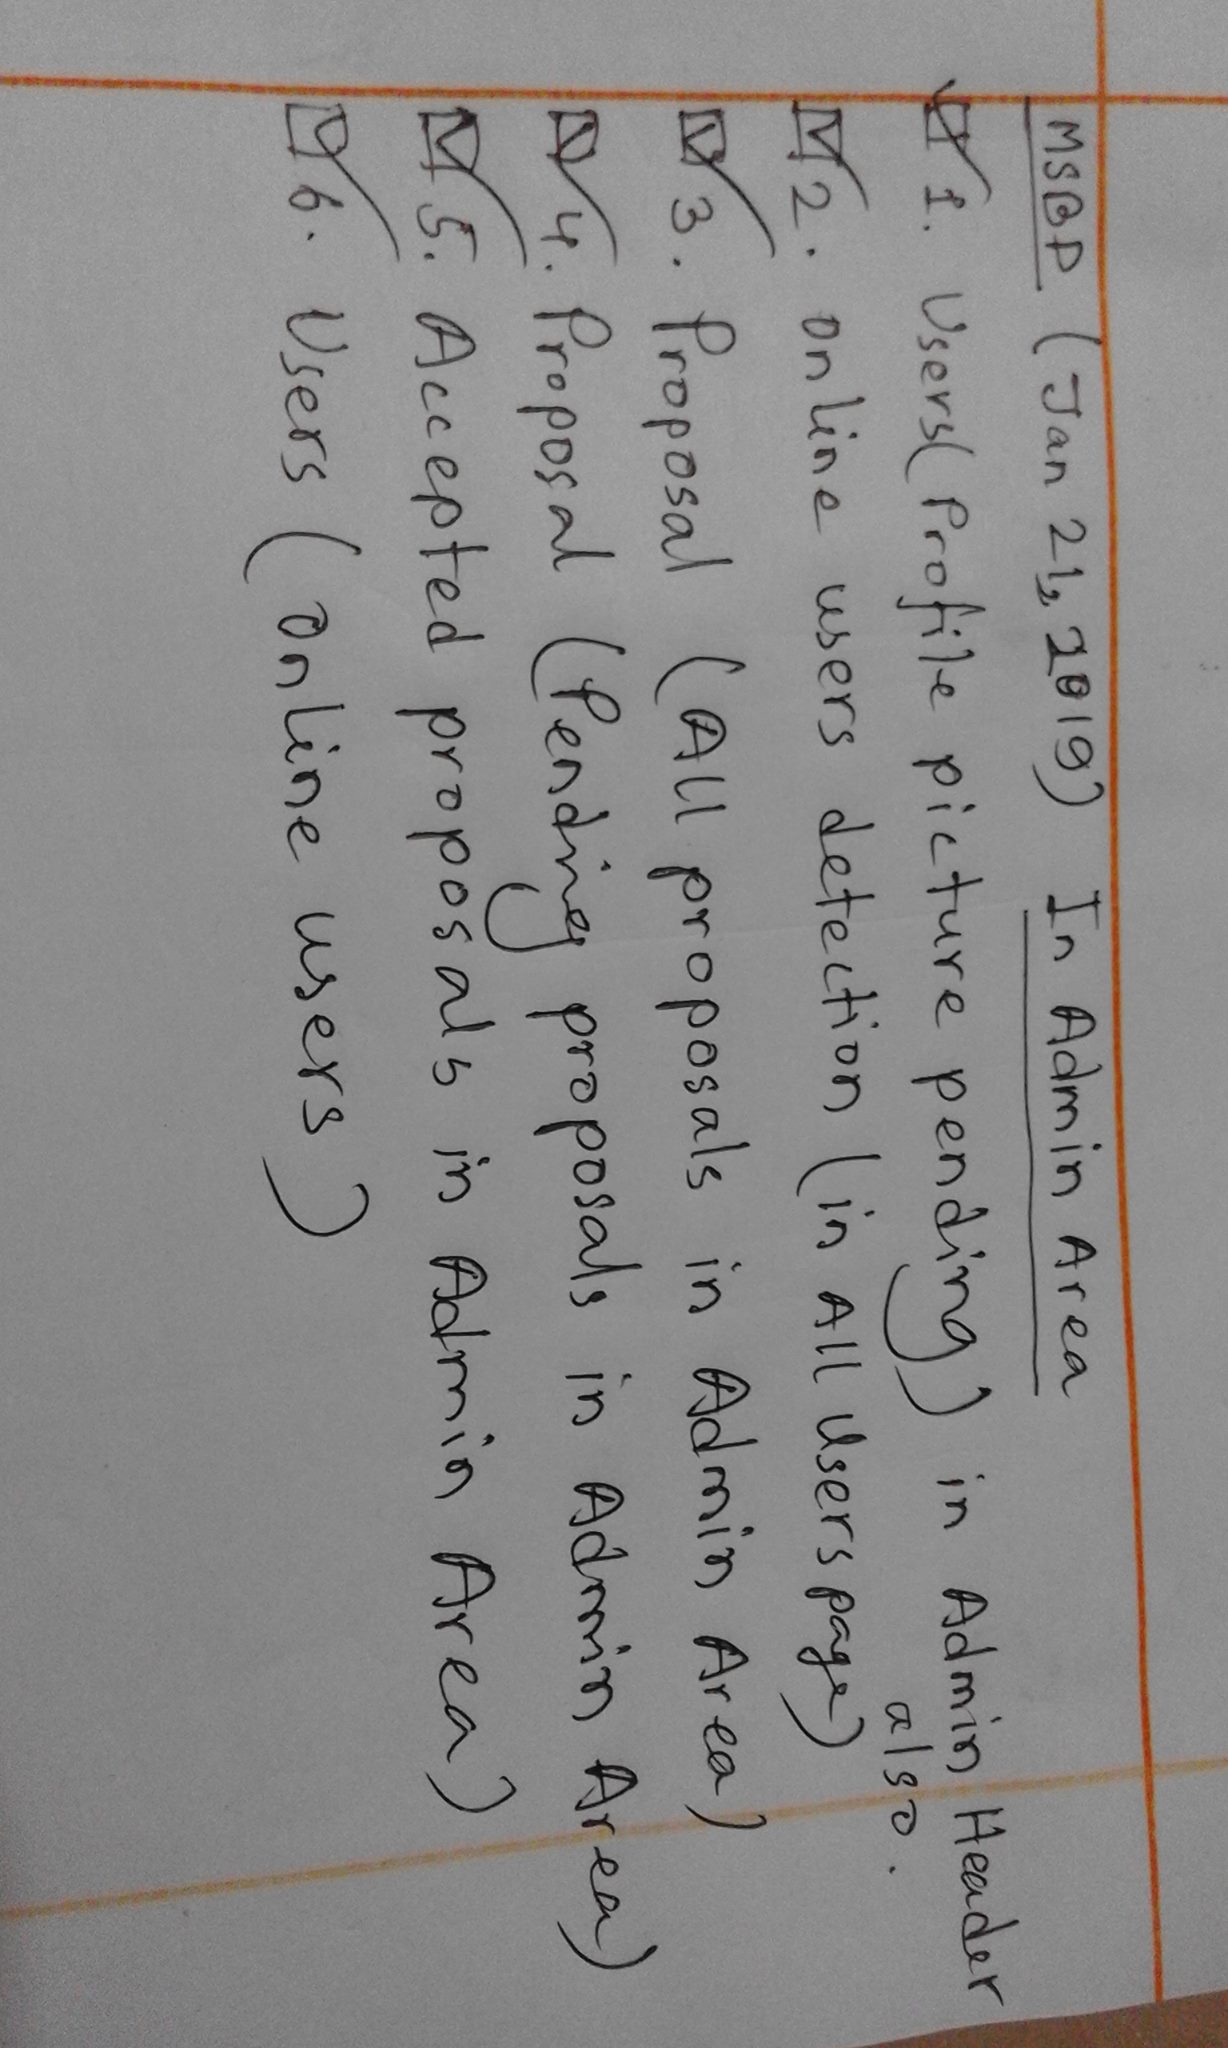 MSBD (Jan 21, 2019) In Admin Area
☑ 1. Users( Profile picture pending) in Admin Header
also.
☑ 2. online users detection (in All Users page)
☑ 3. Proposal (All proposals in Admin Area)
☑ 4. Proposal (Pending proposals in Admin Area)
☑ 5. Accepted proposals in Admin Area)
☑ 6. Users (online users)